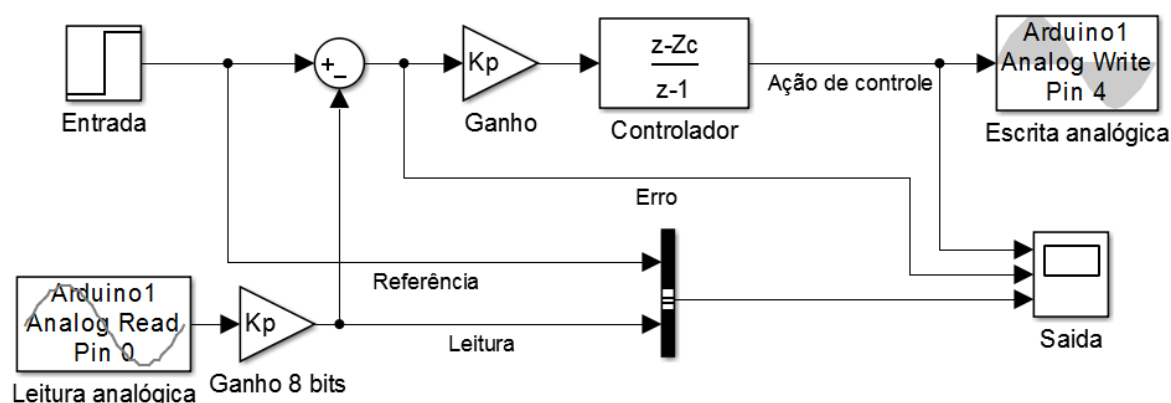 Entrada
+
−
Kp
Ganho
z-Zc
z-1
Controlador
Ação de controle
Arduino1
Analog Write
Pin 4
Escrita analógica
Erro
Referência
Arduino1
Analog Read
Pin 0
Leitura analógica
Kp
Ganho 8 bits
Leitura
Saida